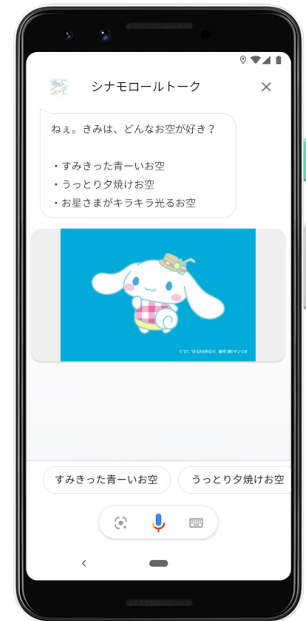 シナモロールトーク
ねぇ。きみは、どんなお空が好き？
・すみきった青ーいお空
・うっとり夕焼けお空
・お星さまがキラキラ光るお空
すみきった青ーいお空
うっとり夕焼けお空